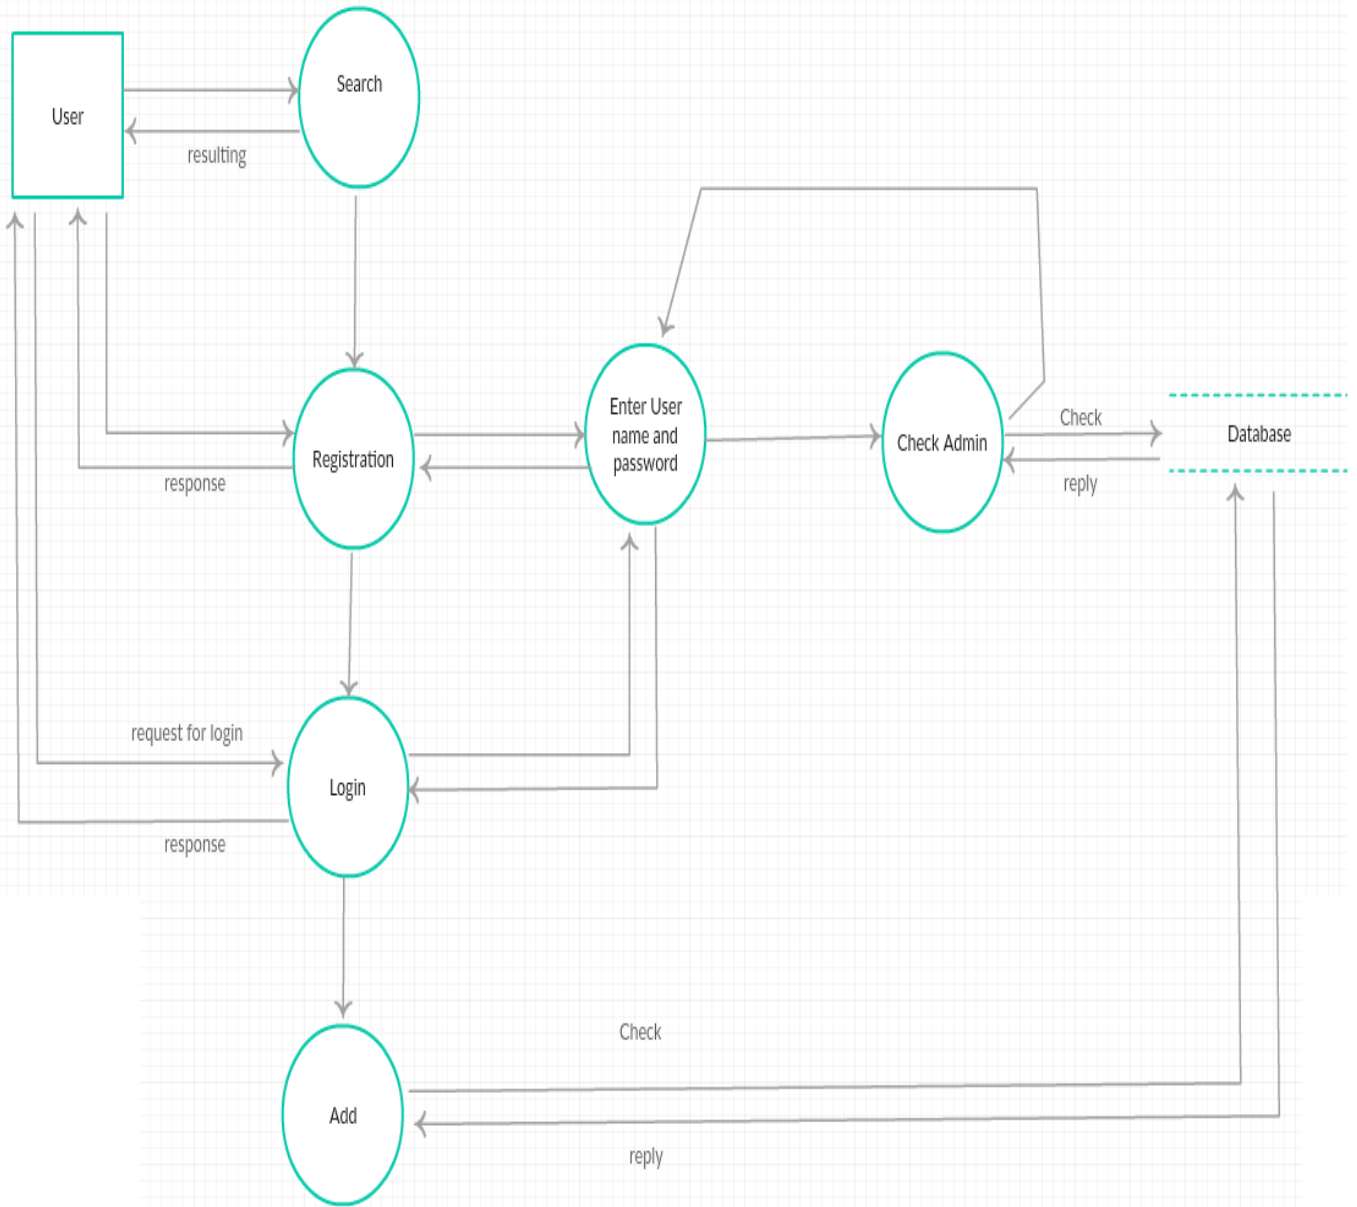 Search
User
resulting
Enter User
name and
password
Check
Database
Check Admin
Registration
response
reply
request for login
Login
response
Check
Add
reply